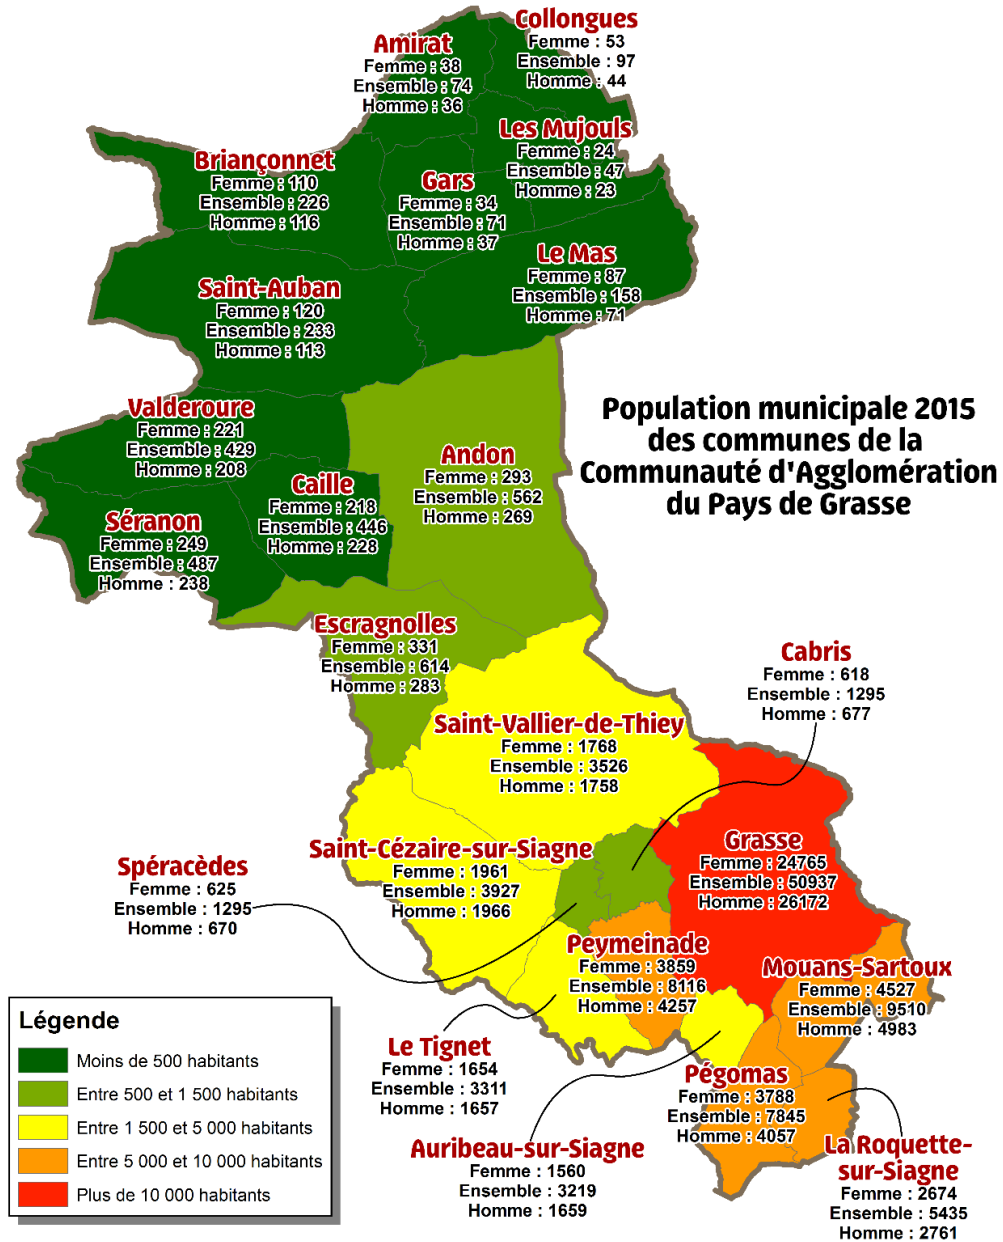 Collongues
Femme : 53
Ensemble : 97
Homme : 44
Amirat
Femme : 38
Ensemble : 74
Homme : 36
Les Mujouls
Femme : 24
Ensemble : 47
Homme : 23
Briançonnet
Femme : 110
Ensemble : 226
Homme : 116
Gars
Femme : 34
Ensemble : 71
Homme : 37
Le Mas
Femme : 87
Ensemble : 158
Homme : 71
Saint-Auban
Femme : 120
Ensemble : 233
Homme : 113
Valderoure
Femme : 221
Ensemble : 429
Homme : 208
Population municipale 2015
des communes de la
Communauté d'Agglomération
du Pays de Grasse
Andon
Femme : 293
Ensemble : 562
Homme : 269
Caille
Femme : 218
Ensemble : 446
Homme : 228
Séranon
Femme : 249
Ensemble : 487
Homme : 238
Escragnolles
Femme : 331
Ensemble : 614
Homme : 283
Cabris
Femme : 618
Ensemble : 1295
Homme : 677
Saint-Vallier-de-Thiey
Femme : 1768
Ensemble : 3526
Homme : 1758
Grasse
Femme : 24765
Ensemble : 50937
Homme : 26172
Saint-Cézaire-sur-Siagne
Femme : 1961
Ensemble : 3927
Homme : 1966
Spéracèdes
Femme : 625
Ensemble : 1295
Homme : 670
Peymeinade
Femme : 3859
Ensemble : 8116
Homme : 4257
Mouans-Sartoux
Femme : 4527
Ensemble : 9510
Homme : 4983
Le Tignet
Femme : 1654
Ensemble : 3311
Homme : 1657
Pégomas
Femme : 3788
Ensemble : 7845
Homme : 4057
Auribeau-sur-Siagne
Femme : 1560
Ensemble : 3219
Homme : 1659
La Roquette-
sur-Siagne
Femme : 2674
Ensemble : 5435
Homme : 2761
Légende
Moins de 500 habitants
Entre 500 et 1 500 habitants
Entre 1 500 et 5 000 habitants
Entre 5 000 et 10 000 habitants
Plus de 10 000 habitants